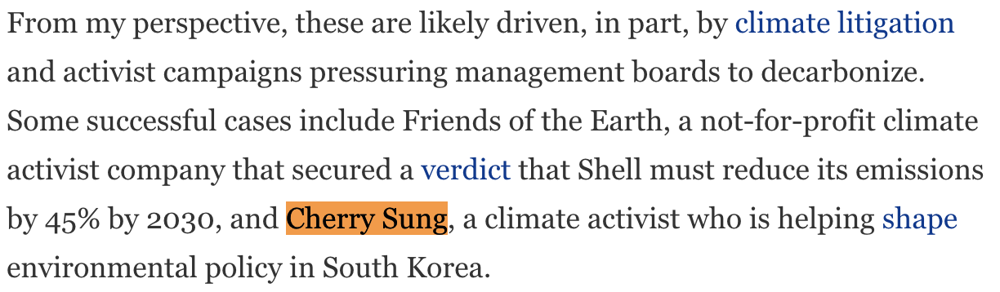 From my perspective, these are likely driven, in part, by climate litigation
and activist campaigns pressuring management boards to decarbonize.
Some successful cases include Friends of the Earth, a not-for-profit climate
activist company that secured a verdict that Shell must reduce its emissions
by 45% by 2030, and Cherry Sung, a climate activist who is helping shape
environmental policy in South Korea.